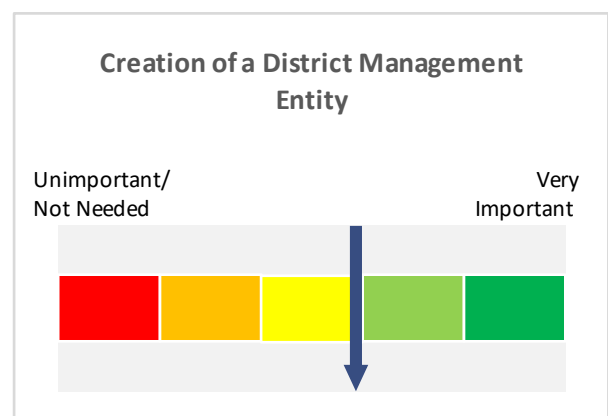 Creation of a District Management
Entity
Unimportant/
Not Needed
Very
Important